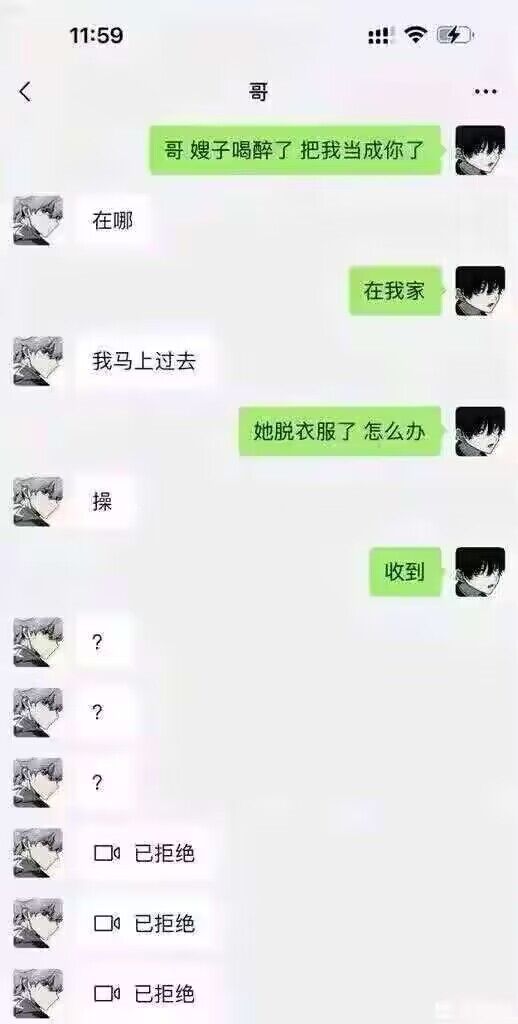 11:59
哥
哥 嫂子喝醉了 把我当成你了
在哪
在我家
我马上过去
她脱衣服了 怎么办
操
收到
?
?
?
已拒绝
已拒绝
已拒绝